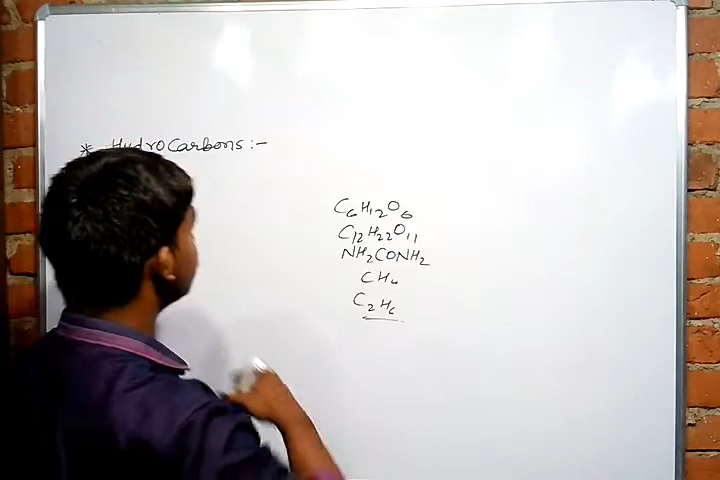 * HydroCarbons:-
C₆H₁₂O₆
C₁₂H₂₂O₁₁
NH₂CONH₂
CH₄
C₂H₆